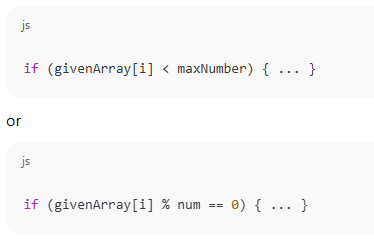 js
if (givenArray[i] < maxNumber) { ... }
or
js
if (givenArray[i] % num == 0) { ... }